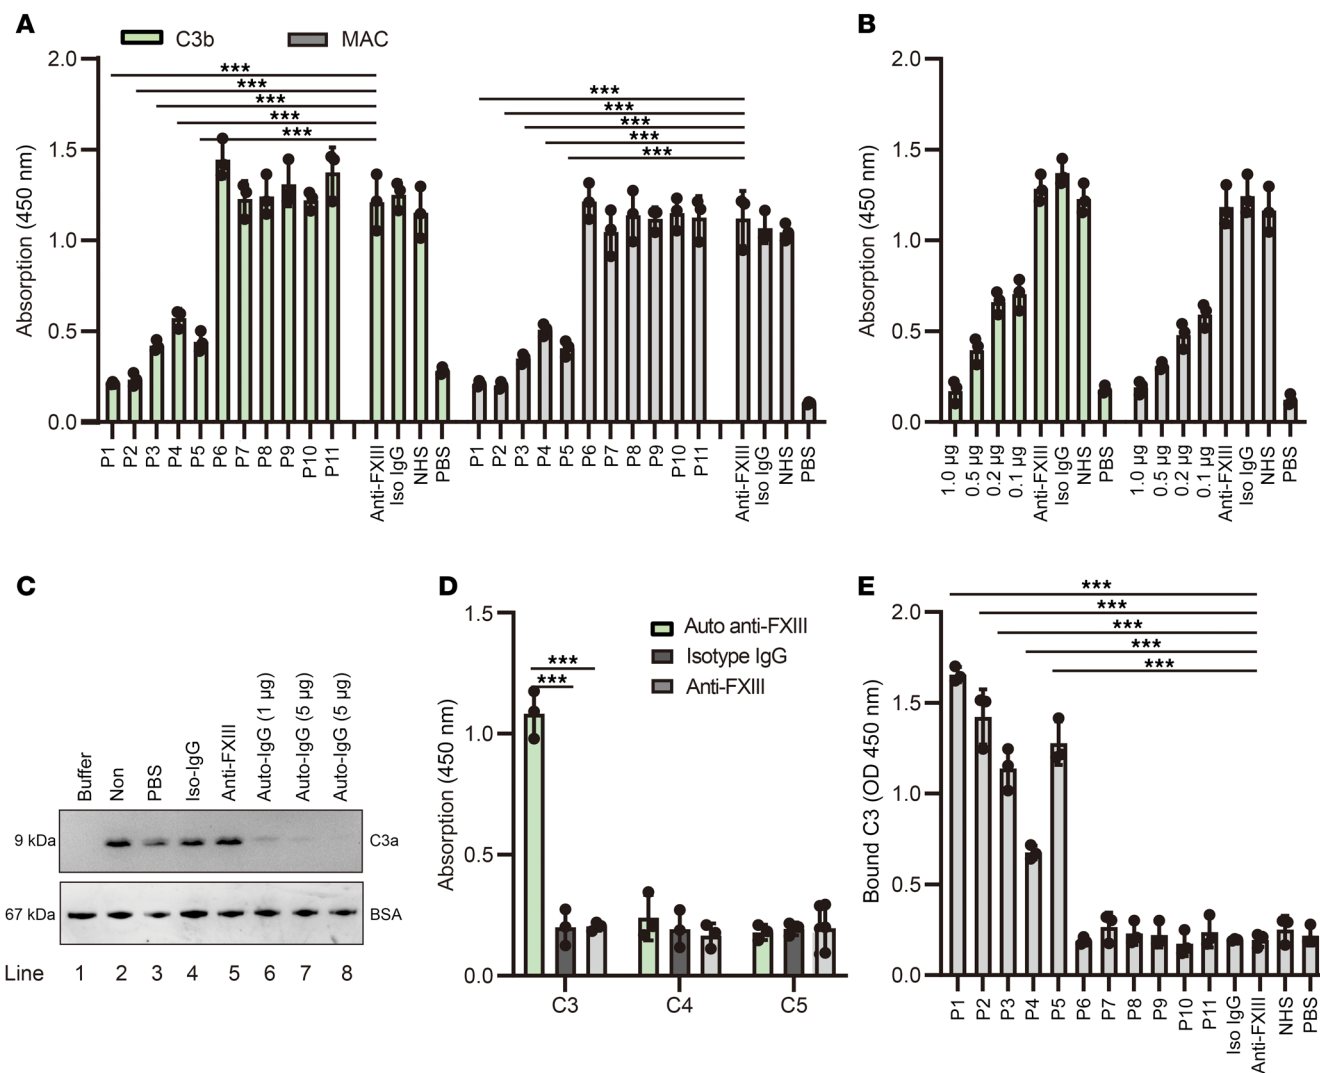 A
C3b
MAC
2.0
1.5
1.0
0.5
0.0
Absorption (450 nm)
***
***
***
***
***
***
***
***
***
***
P1
P2
P3
P4
P5
P6
P7
P8
P9
P10
P11
Anti-FXIII
Iso IgG
NHS
PBS
P1
P2
P3
P4
P5
P6
P7
P8
P9
P10
P11
Anti-FXIII
Iso IgG
NHS
PBS
B
2.0
1.5
1.0
0.5
0.0
Absorption (450 nm)
1.0 µg
0.5 µg
0.2 µg
0.1 µg
Anti-FXIII
Iso IgG
NHS
PBS
1.0 µg
0.5 µg
0.2 µg
0.1 µg
Anti-FXIII
Iso IgG
NHS
PBS
C
Buffer
Non
PBS
Iso-IgG
Anti-FXIII
Auto-IgG (1 µg)
Auto-IgG (5 µg)
Auto-IgG (5 µg)
9 kDa
C3a
67 kDa
BSA
Line 1 2 3 4 5 6 7 8
D
1.5
1.0
0.5
0.0
Absorption (450 nm)
Auto anti-FXIII
Isotype IgG
Anti-FXIII
***
***
C3
C4
C5
E
2.0
1.5
1.0
0.5
0.0
Bound C3 (OD 450 nm)
***
***
***
***
***
P1
P2
P3
P4
P5
P6
P7
P8
P9
P10
P11
Iso IgG
Anti-FXIII
NHS
PBS